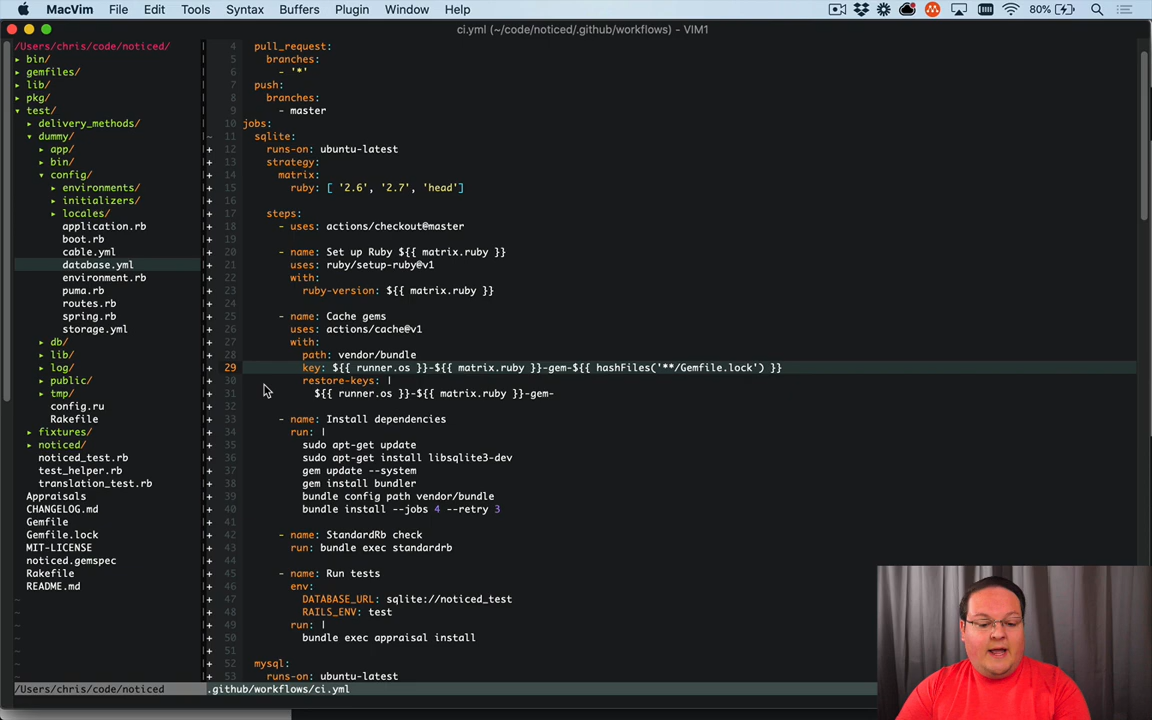 MacVim File Edit Tools Syntax Buffers Plugin Window Help 80%
ci.yml (~/code/noticed/.github/workflows) - VIM1
/Users/chris/code/noticed/
▸ bin/
▸ gemfiles/
▸ lib/
▸ pkg/
▾ test/
▸ delivery_methods/
▾ dummy/
▸ app/
▸ bin/
▾ config/
▸ environments/
▸ initializers/
▸ locales/
application.rb
boot.rb
cable.yml
database.yml
environment.rb
puma.rb
routes.rb
spring.rb
storage.yml
▸ db/
▸ lib/
▸ log/
▸ public/
▸ tmp/
config.ru
Rakefile
▸ fixtures/
▸ noticed/
noticed_test.rb
test_helper.rb
translation_test.rb
Appraisals
CHANGELOG.md
Gemfile
Gemfile.lock
MIT-LICENSE
noticed.gemspec
Rakefile
README.md
~
~
~
~
~
~
~
/Users/chris/code/noticed
4 pull_request:
5 branches:
6 - '*'
7 push:
8 branches:
9 - master
10 jobs:
~ 11 sqlite:
+ 12 runs-on: ubuntu-latest
+ 13 strategy:
+ 14 matrix:
+ 15 ruby: [ '2.6', '2.7', 'head']
+ 16
+ 17 steps:
+ 18 - uses: actions/checkout@master
+ 19
+ 20 - name: Set up Ruby ${{ matrix.ruby }}
+ 21 uses: ruby/setup-ruby@v1
+ 22 with:
+ 23 ruby-version: ${{ matrix.ruby }}
+ 24
+ 25 - name: Cache gems
+ 26 uses: actions/cache@v1
+ 27 with:
+ 28 path: vendor/bundle
+ 29 key: ${{ runner.os }}-${{ matrix.ruby }}-gem-${{ hashFiles('**/Gemfile.lock') }}
+ 30 restore-keys: |
+ 31 ${{ runner.os }}-${{ matrix.ruby }}-gem-
+ 32
+ 33 - name: Install dependencies
+ 34 run: |
+ 35 sudo apt-get update
+ 36 sudo apt-get install libsqlite3-dev
+ 37 gem update --system
+ 38 gem install bundler
+ 39 bundle config path vendor/bundle
+ 40 bundle install --jobs 4 --retry 3
+ 41
+ 42 - name: StandardRb check
+ 43 run: bundle exec standardrb
+ 44
+ 45 - name: Run tests
+ 46 env:
+ 47 DATABASE_URL: sqlite://noticed_test
+ 48 RAILS_ENV: test
+ 49 run: |
+ 50 bundle exec appraisal install
+ 51
+ 52 mysql:
+ 53 runs-on: ubuntu-latest
.github/workflows/ci.yml